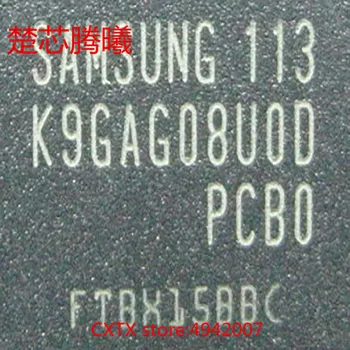 楚芯腾曦
SAMSUNG 113
K9GAG08U0D
PCB0
FTBX15BBC
CXTX store:4942007